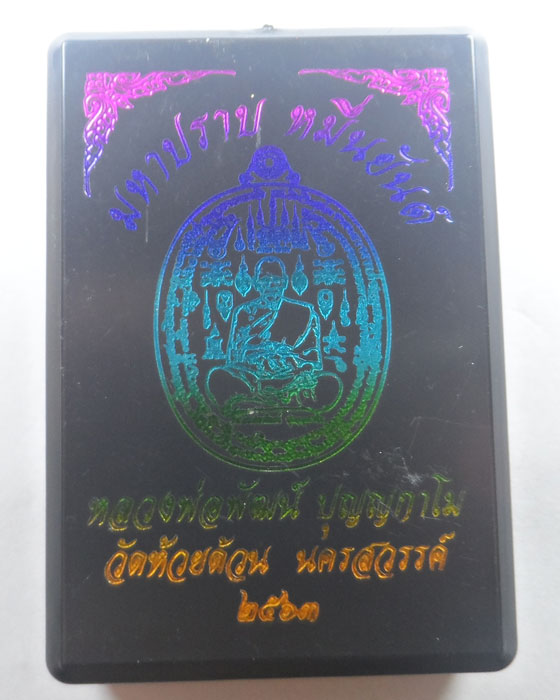 มหาปราบ หมื่นยันต์
หลวงพ่อพัฒน์ ปุญญกาโม
วัดห้วยด้วน นครสวรรค์
๒๕๖๓